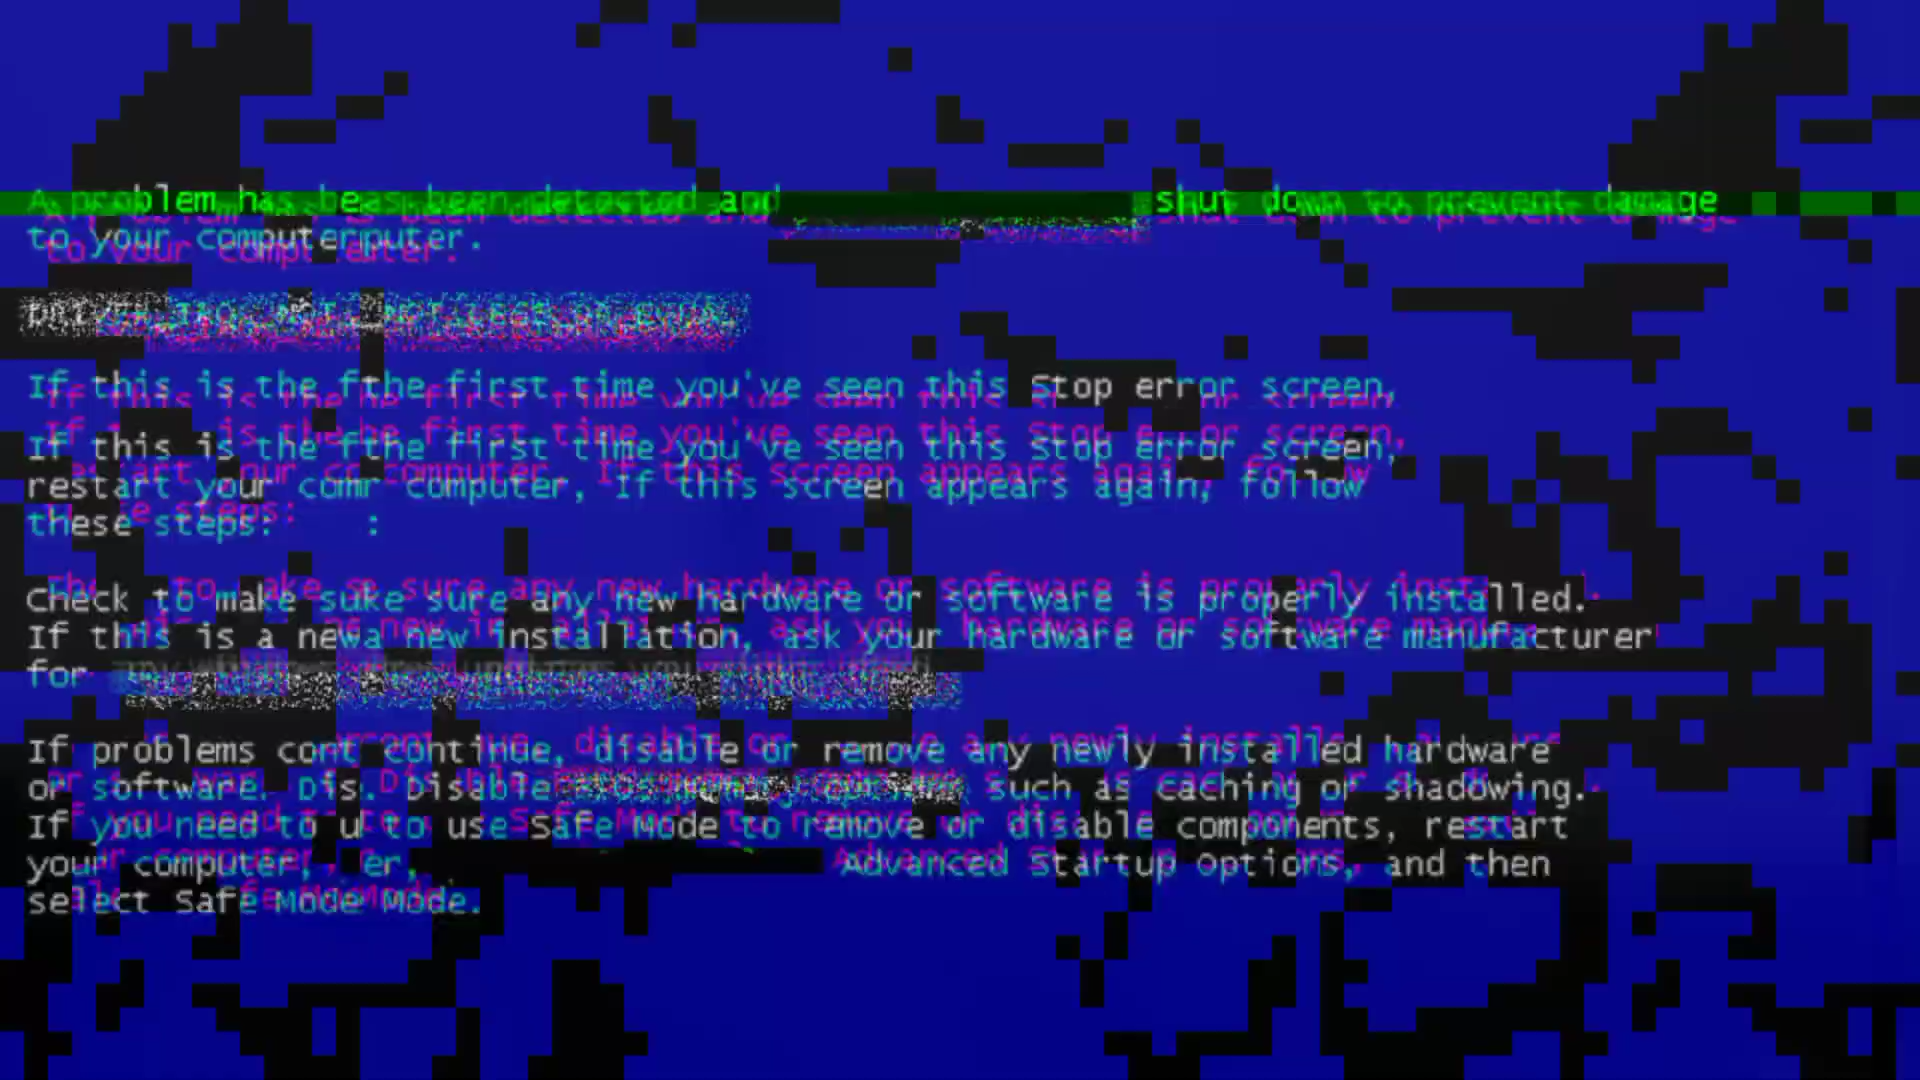 A problem has beas been detected and shut down to prevent damage
to your computerputer.
If this is the fthe first time you've seen this Stop error screen,
If this is the fthe first time you've seen this Stop error screen,
restart your comr computer, If this screen appears again, follow
these steps: :
Check to make suke sure any new hardware or software is properly installed.
If this is a newa new installation, ask your hardware or software manufacturer
for
If problems cont continue, disable or remove any newly installed hardware
or software. Dis. Disable such as caching or shadowing.
If you need to u to use Safe Mode to remove or disable components, restart
your computer, er, Advanced Startup Options, and then
select Safe Mode Mode.